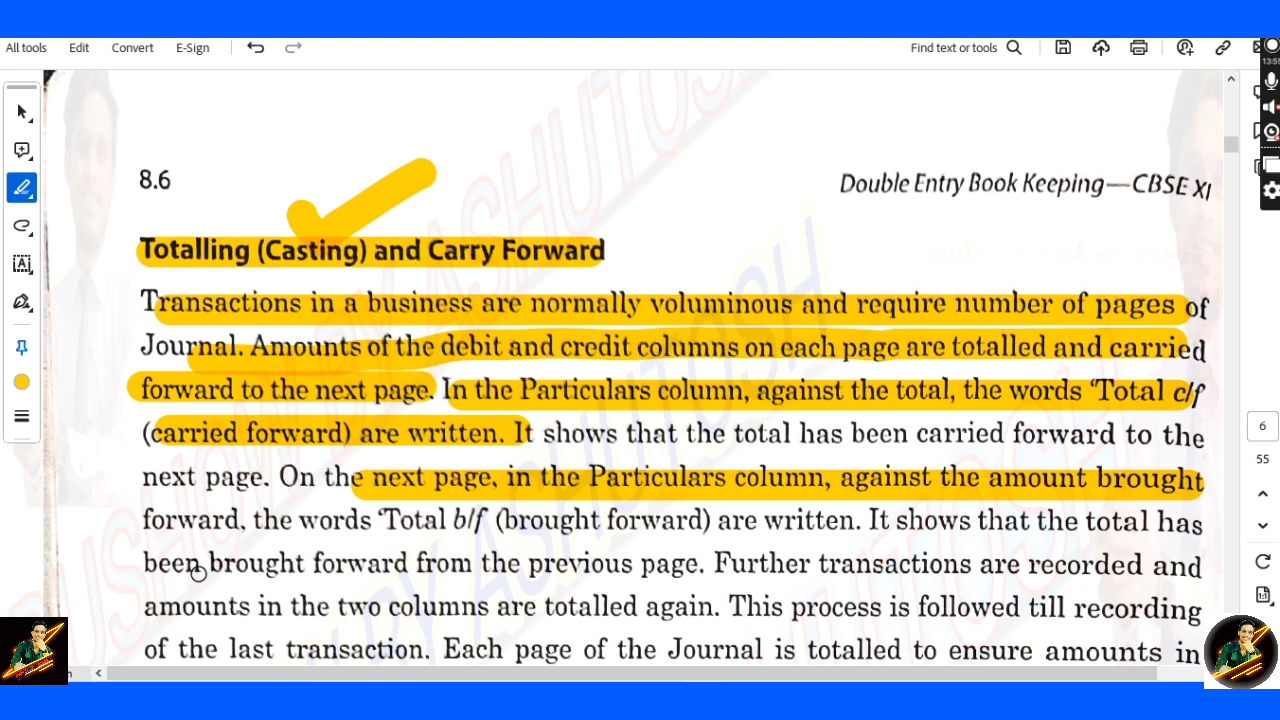 All tools Edit Convert E-Sign Find text or tools
13:55
8.6 Double Entry Book Keeping—CBSE XI
Totalling (Casting) and Carry Forward
Transactions in a business are normally voluminous and require number of pages of
Journal. Amounts of the debit and credit columns on each page are totalled and carried
forward to the next page. In the Particulars column, against the total, the words ‘Total c/f
(carried forward) are written. It shows that the total has been carried forward to the
next page. On the next page, in the Particulars column, against the amount brought
forward, the words ‘Total b/f (brought forward) are written. It shows that the total has
been brought forward from the previous page. Further transactions are recorded and
amounts in the two columns are totalled again. This process is followed till recording
of the last transaction. Each page of the Journal is totalled to ensure amounts in
6
55